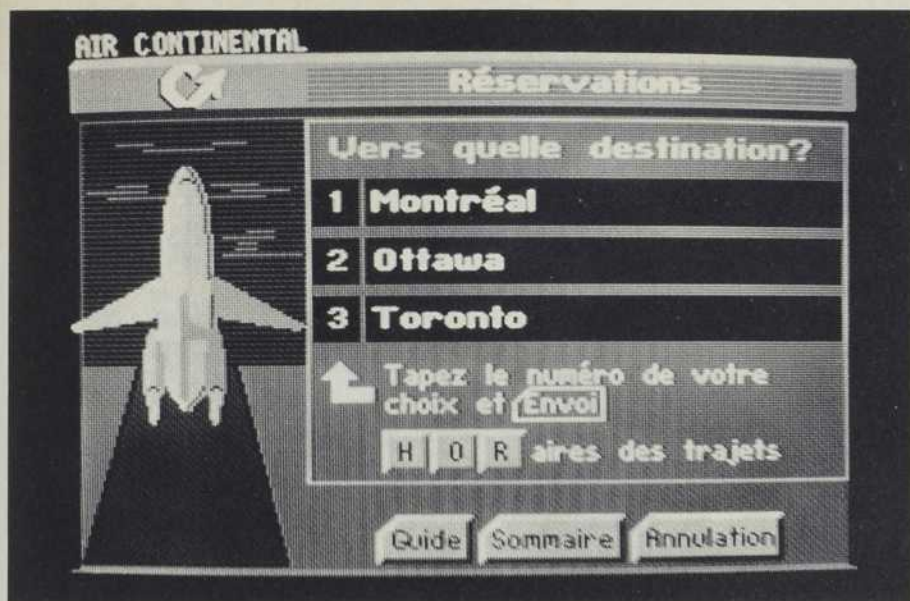 AIR CONTINENTAL
Réservations
Vers quelle destination?
1 Montréal
2 Ottawa
3 Toronto
Tapez le numéro de votre
choix et Envoi
H O R aires des trajets
Guide Sommaire Annulation